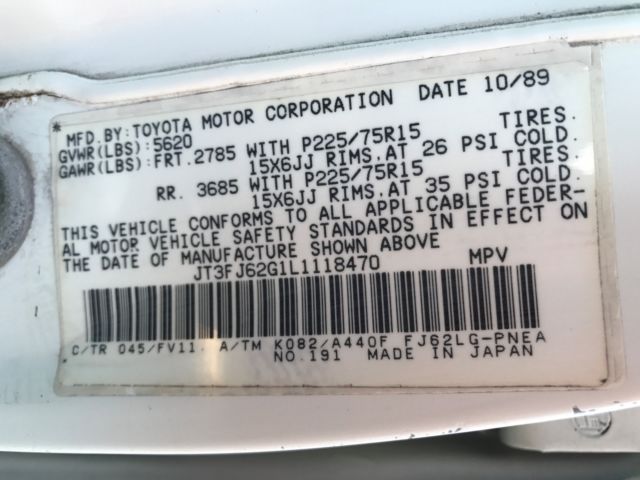 MFD.BY:TOYOTA MOTOR CORPORATION DATE 10/89
GVWR(LBS):5620
GAWR(LBS):FRT.2785 WITH P225/75R15 TIRES.
15X6JJ RIMS.AT 26 PSI COLD.
RR. 3685 WITH P225/75R15 TIRES.
15X6JJ RIMS.AT 35 PSI COLD.
THIS VEHICLE CONFORMS TO ALL APPLICABLE FEDER-
AL MOTOR VEHICLE SAFETY STANDARDS IN EFFECT ON
THE DATE OF MANUFACTURE SHOWN ABOVE
JT3FJ62G1L1118470 MPV
C/TR 045/FV11. A/TM K082/A440F FJ62LG-PNEA
NO.191 MADE IN JAPAN